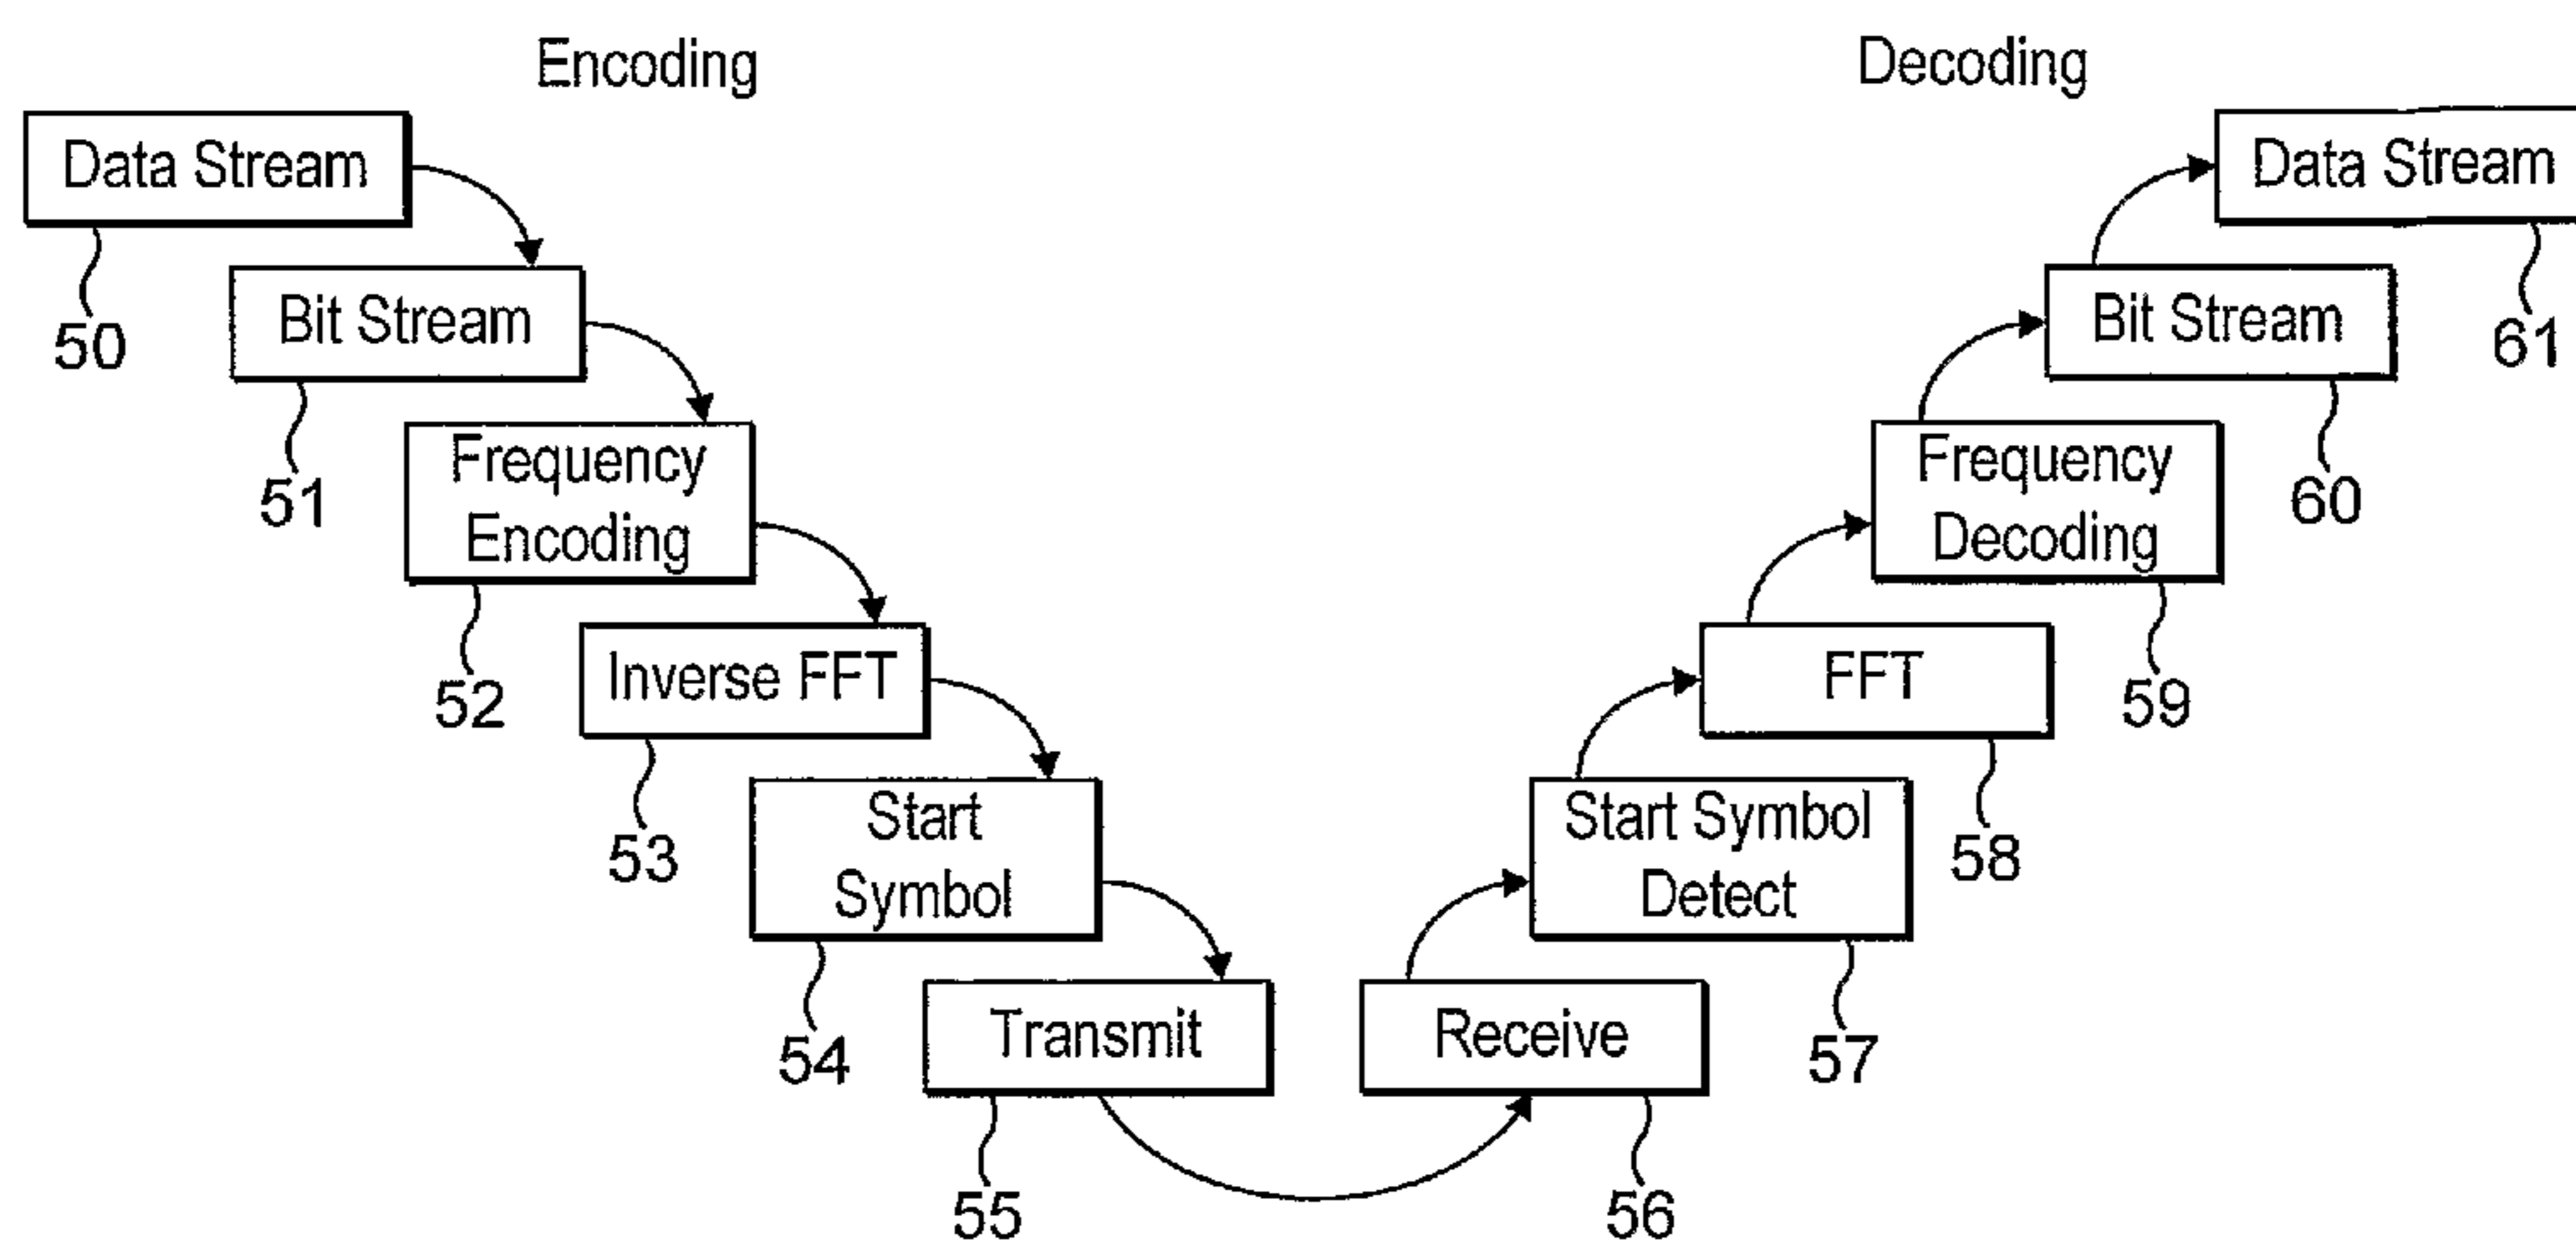 Encoding
Decoding
Data Stream
50
Bit Stream
51
Frequency
Encoding
52
Inverse FFT
53
Start
Symbol
54
Transmit
55
Receive
56
Start Symbol
Detect
57
FFT
58
Frequency
Decoding
59
Bit Stream
60
Data Stream
61